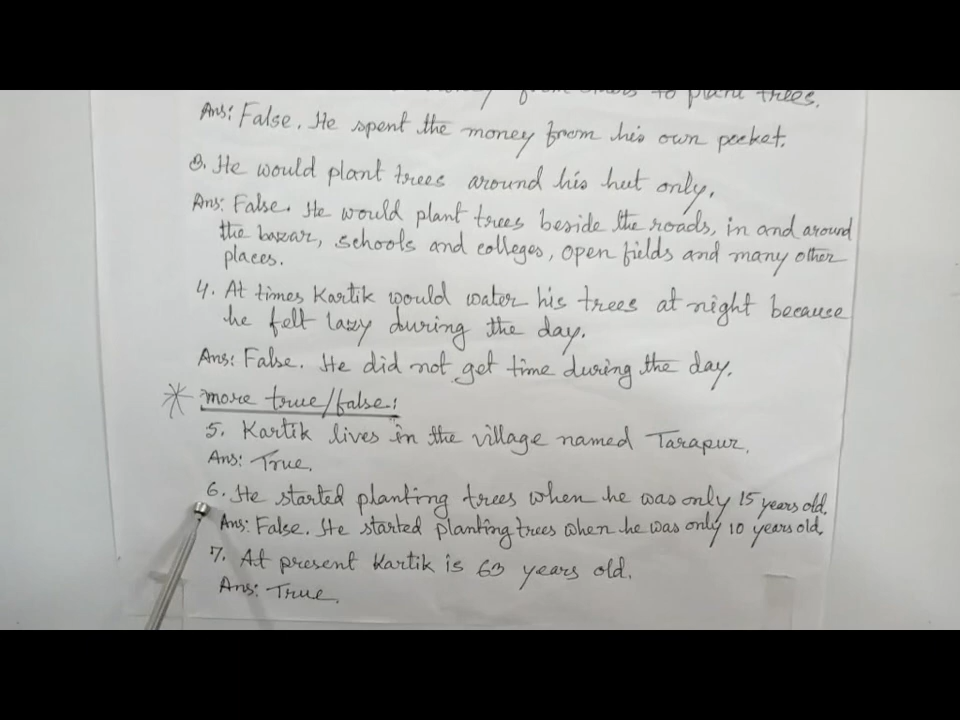 to plant trees.
Ans: False. He spent the money from his own pocket.
3. He would plant trees around his hut only.
Ans: False. He would plant trees beside the roads, in and around
the bazar, schools and colleges, open fields and many other
places.
4. At times Kartik would water his trees at night because
he felt lazy during the day.
Ans: False. He did not get time during the day.
more true/false:
5. Kartik lives in the village named Tarapur.
Ans: True.
6. He started planting trees when he was only 15 years old.
Ans: False. He started planting trees when he was only 10 years old.
7. At present Kartik is 63 years old.
Ans: True.